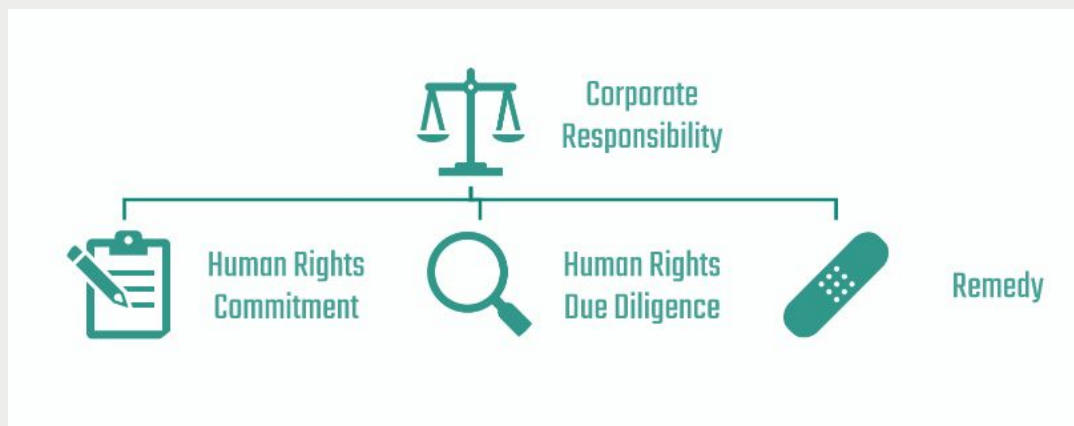 Corporate
Responsibility
Human Rights
Commitment
Human Rights
Due Diligence
Remedy